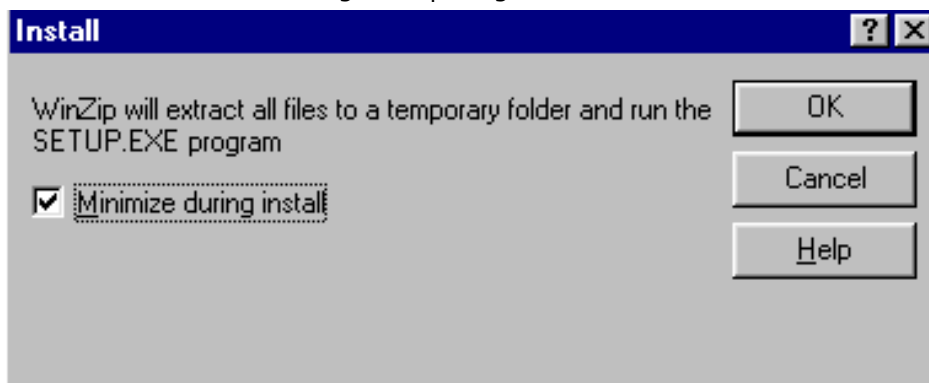 Install
WinZip will extract all files to a temporary folder and run the
SETUP.EXE program
Minimize during install
OK
Cancel
Help